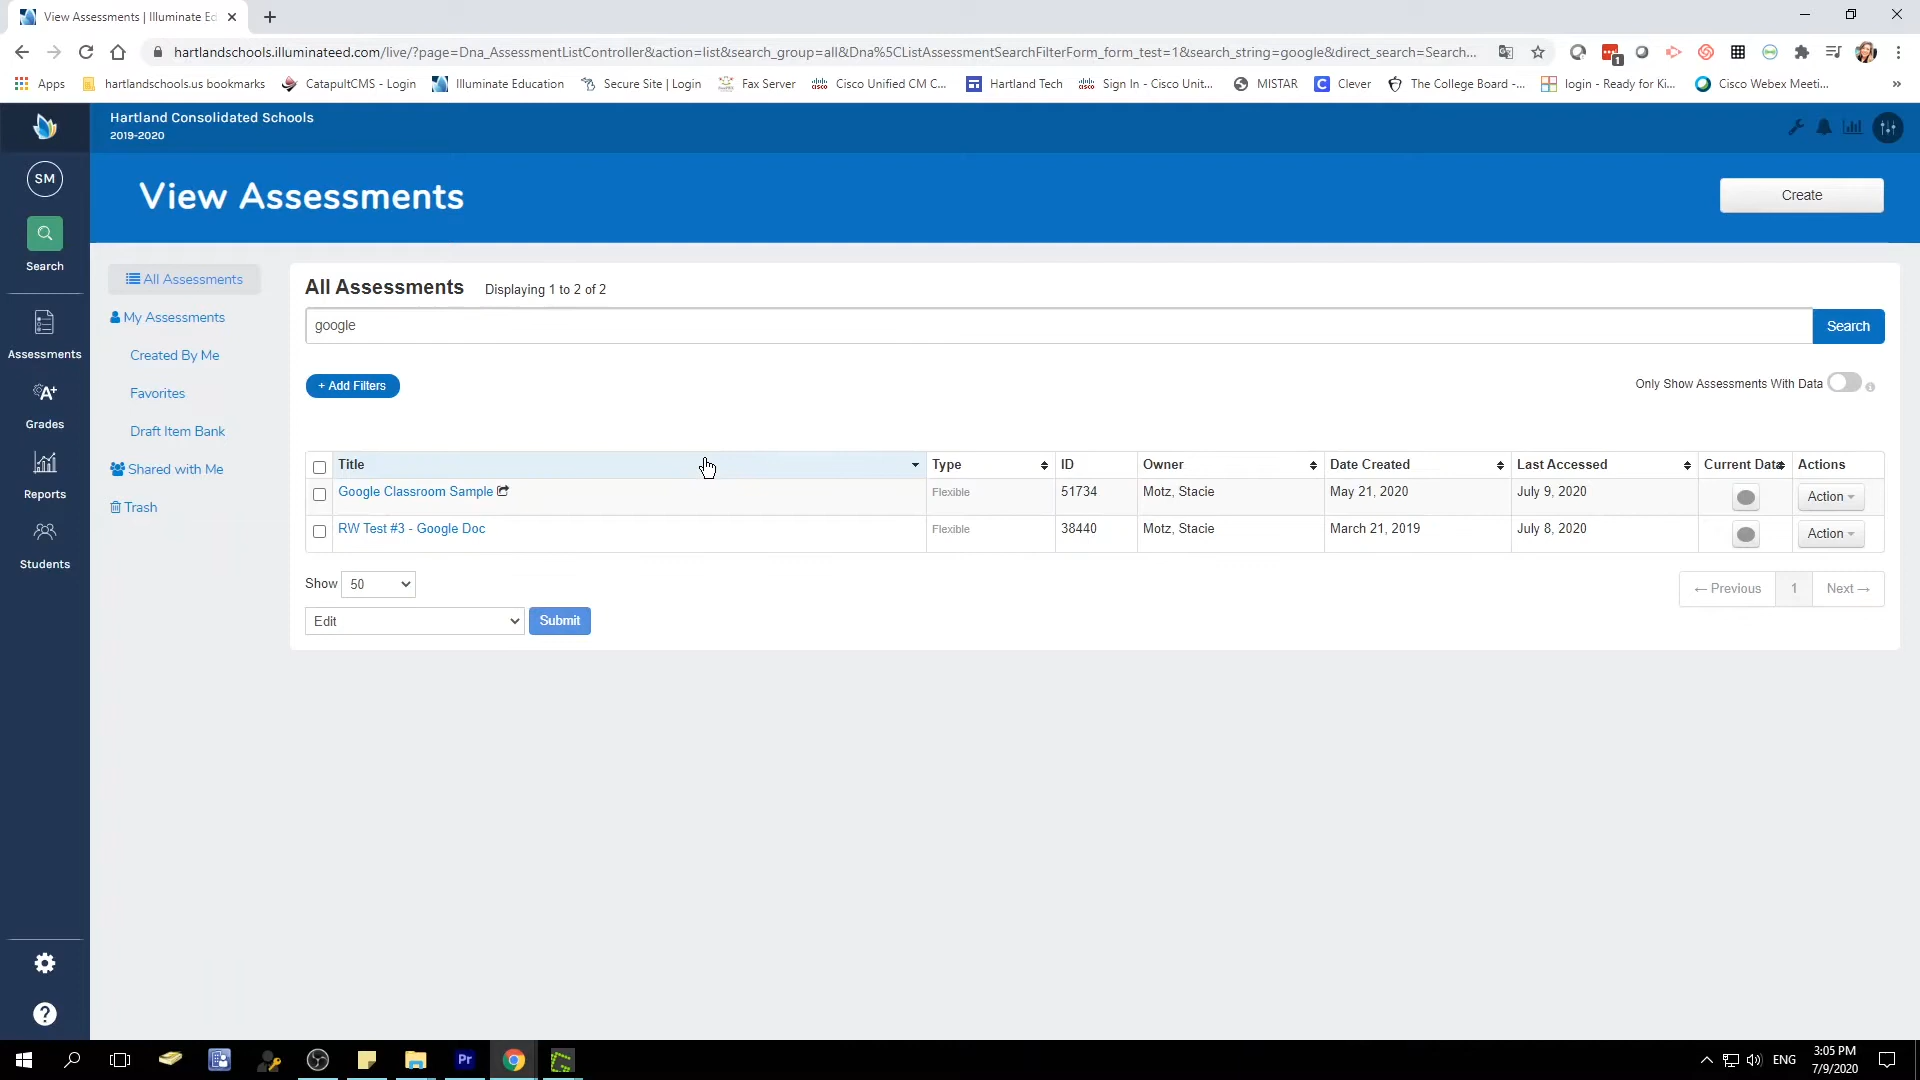 View Assessments | Illuminate Ed
hartlandschools.illuminateed.com/live/?page=Dna_AssessmentListController&action=list&search_group=all&Dna%5CListAssessmentSearchFilterForm_form_test=1&search_string=google&direct_search=Search...
1
Apps hartlandschools.us bookmarks CatapultCMS - Login Illuminate Education Secure Site | Login Fax Server Cisco Unified CM C... Hartland Tech Sign In - Cisco Unit... MISTAR Clever The College Board -... login - Ready for Ki... Cisco Webex Meeti... »
Hartland Consolidated Schools
2019-2020
SM
View Assessments
Create
Search
Assessments
Grades
Reports
Students
All Assessments
My Assessments
Created By Me
Favorites
Draft Item Bank
Shared with Me
Trash
All Assessments Displaying 1 to 2 of 2
google Search
+ Add Filters Only Show Assessments With Data
Title Type ID Owner Date Created Last Accessed Current Data Actions
Google Classroom Sample Flexible 51734 Motz, Stacie May 21, 2020 July 9, 2020 Action
RW Test #3 - Google Doc Flexible 38440 Motz, Stacie March 21, 2019 July 8, 2020 Action
Show 50 ← Previous 1 Next →
Edit Submit
?
Pr
ENG
3:05 PM
7/9/2020